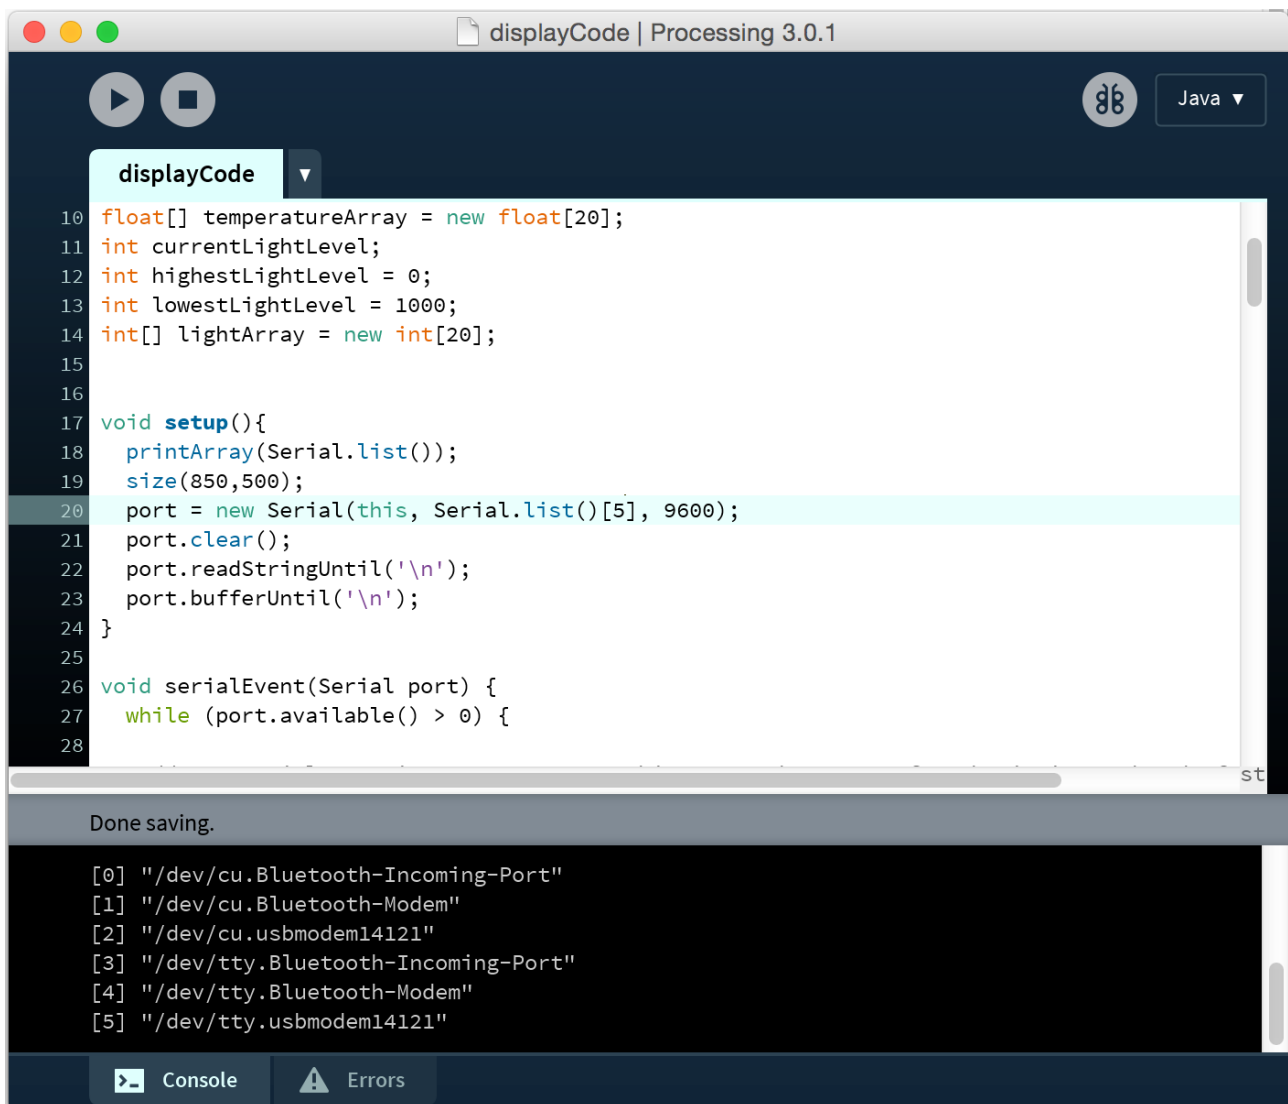 displayCode | Processing 3.0.1
Java ▼
displayCode ▼
10 float[] temperatureArray = new float[20];
11 int currentLightLevel;
12 int highestLightLevel = 0;
13 int lowestLightLevel = 1000;
14 int[] lightArray = new int[20];
15
16
17 void setup(){
18   printArray(Serial.list());
19   size(850,500);
20   port = new Serial(this, Serial.list()[5], 9600);
21   port.clear();
22   port.readStringUntil('\n');
23   port.bufferUntil('\n');
24 }
25
26 void serialEvent(Serial port) {
27   while (port.available() > 0) {
28
st
Done saving.
[0] "/dev/cu.Bluetooth-Incoming-Port"
[1] "/dev/cu.Bluetooth-Modem"
[2] "/dev/cu.usbmodem14121"
[3] "/dev/tty.Bluetooth-Incoming-Port"
[4] "/dev/tty.Bluetooth-Modem"
[5] "/dev/tty.usbmodem14121"
Console Errors